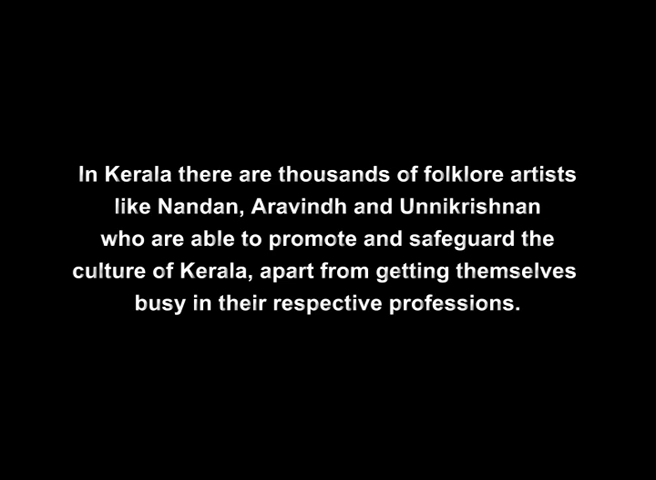 In Kerala there are thousands of folklore artists
like Nandan, Aravindh and Unnikrishnan
who are able to promote and safeguard the
culture of Kerala, apart from getting themselves
busy in their respective professions.